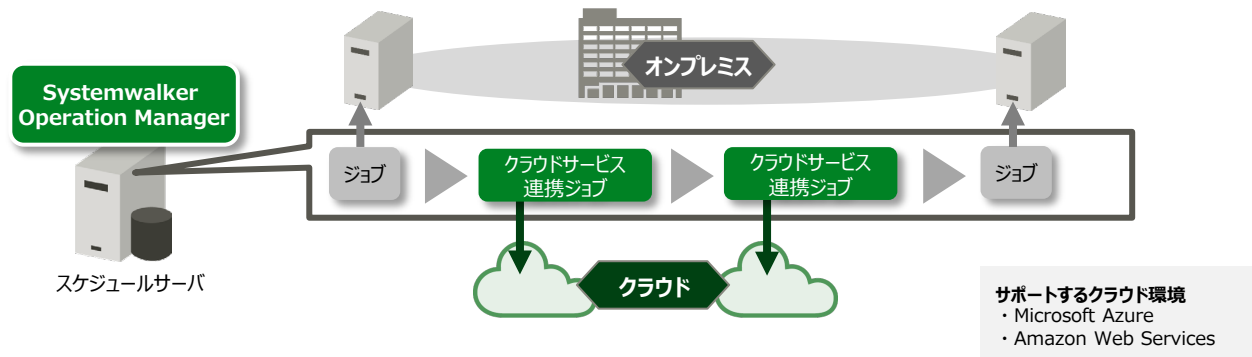 オンプレミス
Systemwalker
Operation Manager
ジョブ
クラウドサービス
連携ジョブ
クラウドサービス
連携ジョブ
ジョブ
スケジュールサーバ
クラウド
サポートするクラウド環境
・Microsoft Azure
・Amazon Web Services